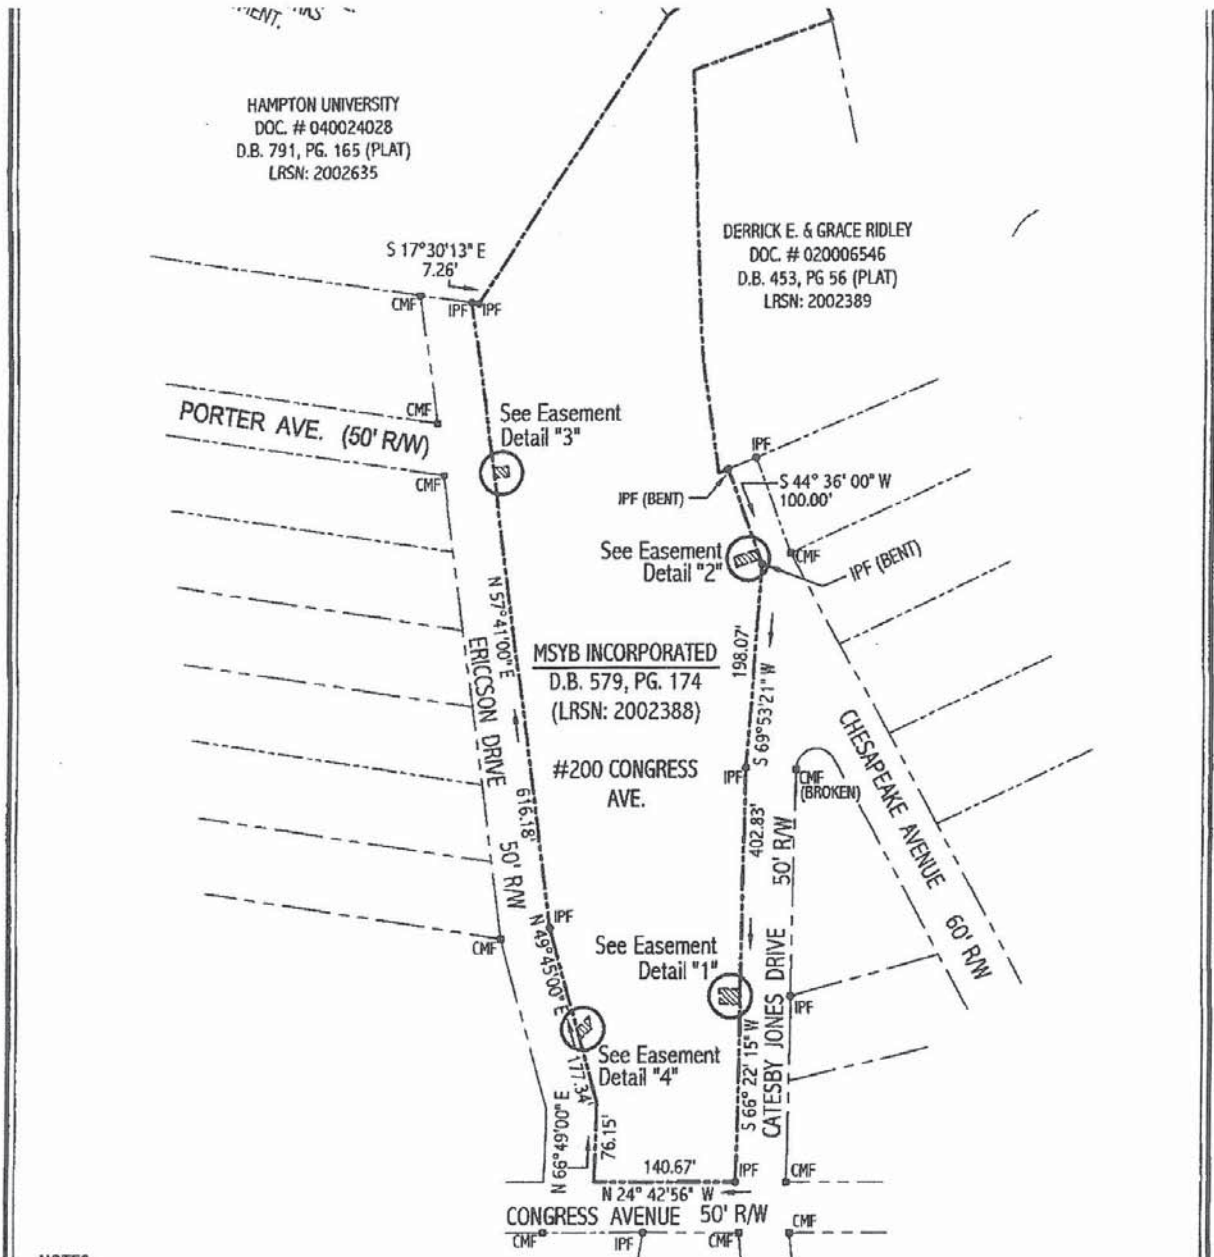 MENT.
HAMPTON UNIVERSITY
DOC. # 040024028
D.B. 791, PG. 165 (PLAT)
LRSN: 2002635
DERRICK E. & GRACE RIDLEY
DOC. # 020006546
D.B. 453, PG 56 (PLAT)
LRSN: 2002389
S 17°30'13" E
7.26'
CMF
IPF
IPF
CMF
PORTER AVE. (50' R/W)
See Easement
Detail "3"
CMF
IPF
S 44° 36' 00" W
100.00'
IPF (BENT)
See Easement
Detail "2"
CMF
IPF (BENT)
N 57°41'00" E
616.18'
ERICCSON DRIVE 50' R/W
MSYB INCORPORATED
D.B. 579, PG. 174
(LRSN: 2002388)
#200 CONGRESS
AVE.
198.07'
S 69°53'21" W
IPF
CMF
(BROKEN)
CHESAPEAKE AVENUE 60' R/W
402.83'
S 66° 22' 15" W
CATESBY JONES DRIVE 50' R/W
IPF
CMF
N 49°45'00" E
177.34'
See Easement
Detail "1"
IPF
See Easement
Detail "4"
N 66°49'00" E
76.15'
140.67'
N 24° 42'56" W
IPF
CMF
CONGRESS AVENUE 50' R/W
CMF
CMF
IPF
CMF
NOTES